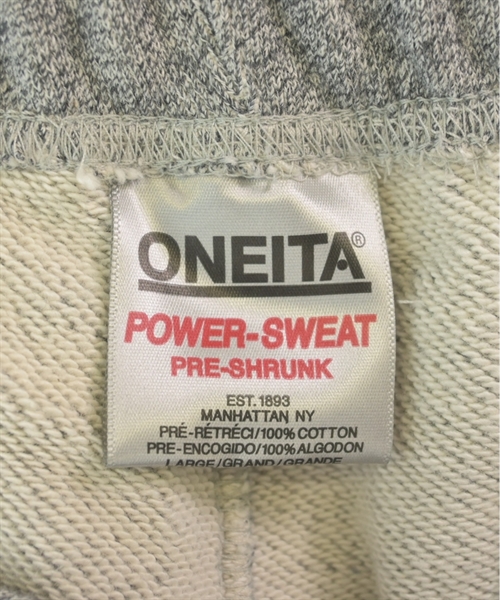 ONEITA®
POWER-SWEAT
PRE-SHRUNK
EST. 1893
MANHATTAN, NY
PRÉ-RÉTRÉCI/100% COTTON
PRE-ENCOGIDO/100% ALGODON
LARGE/GRAND/GRANDE